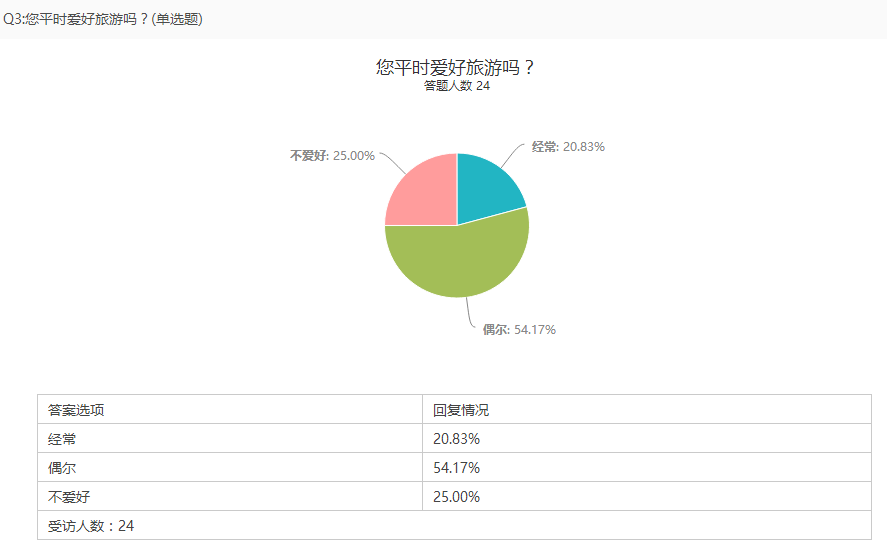 Q3:您平时爱好旅游吗？(单选题)
您平时爱好旅游吗？
答题人数 24
不爱好: 25.00%
经常: 20.83%
偶尔: 54.17%
答案选项 回复情况
经常 20.83%
偶尔 54.17%
不爱好 25.00%
受访人数：24